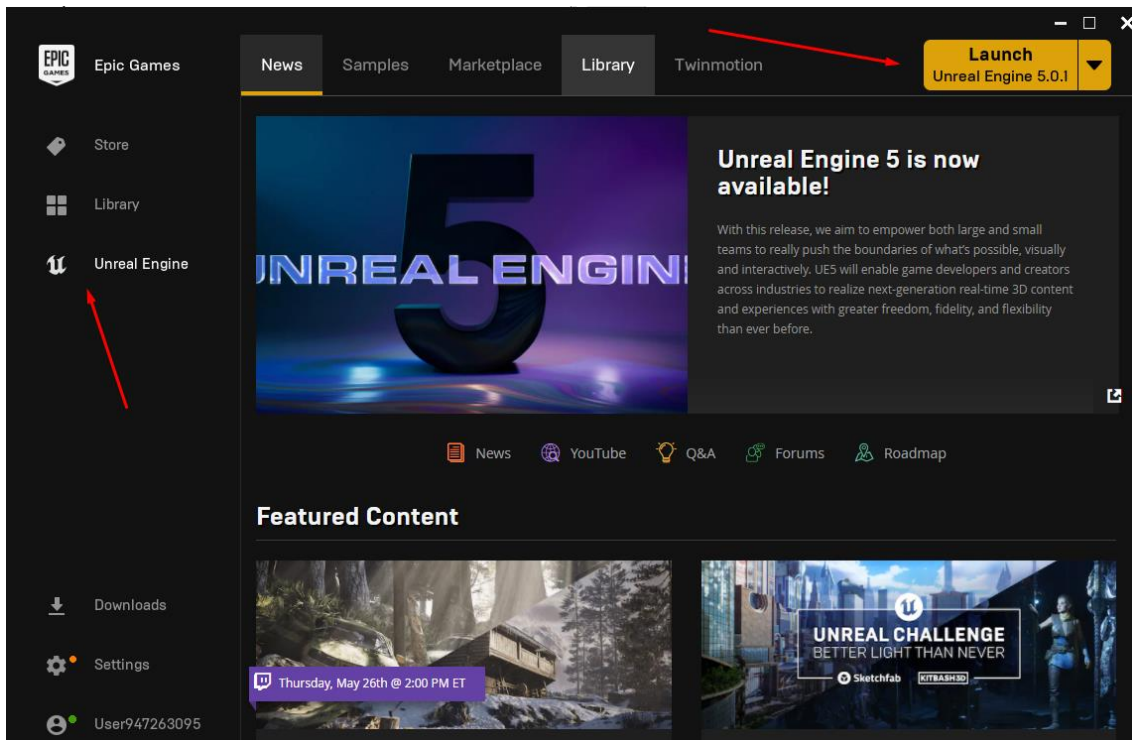 EPIC
GAMES
Epic Games
Store
Library
Unreal Engine
Downloads
Settings
User947263095
News
Samples
Marketplace
Library
Twinmotion
Launch
Unreal Engine 5.0.1
5
UNREAL ENGIN
Unreal Engine 5 is now
available!
With this release, we aim to empower both large and small
teams to really push the boundaries of what's possible, visually
and interactively. UE5 will enable game developers and creators
across industries to realize next-generation real-time 3D content
and experiences with greater freedom, fidelity, and flexibility
than ever before.
News
YouTube
Q&A
Forums
Roadmap
Featured Content
Thursday, May 26th @ 2:00 PM ET
UNREAL CHALLENGE
BETTER LIGHT THAN NEVER
Sketchfab
KITBASH3D